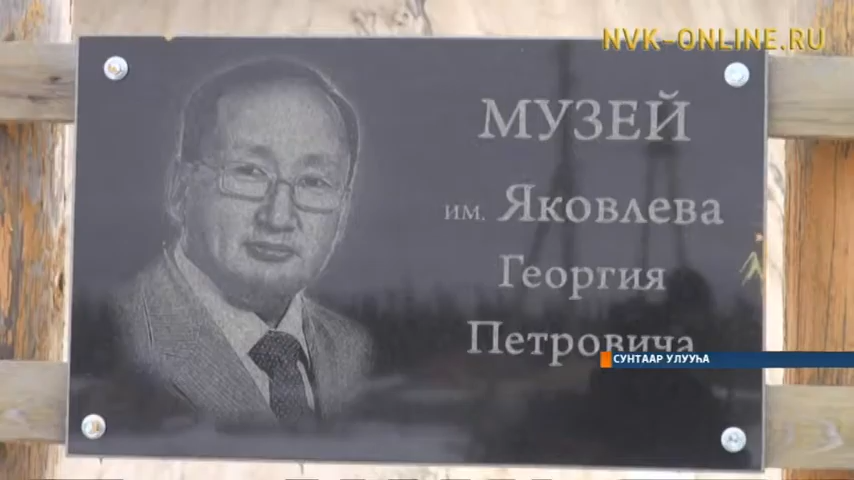 NVK-ONLINE.RU
МУЗЕЙ
им. Яковлева
Георгия
Петровича
СУНТААР УЛУУҺА